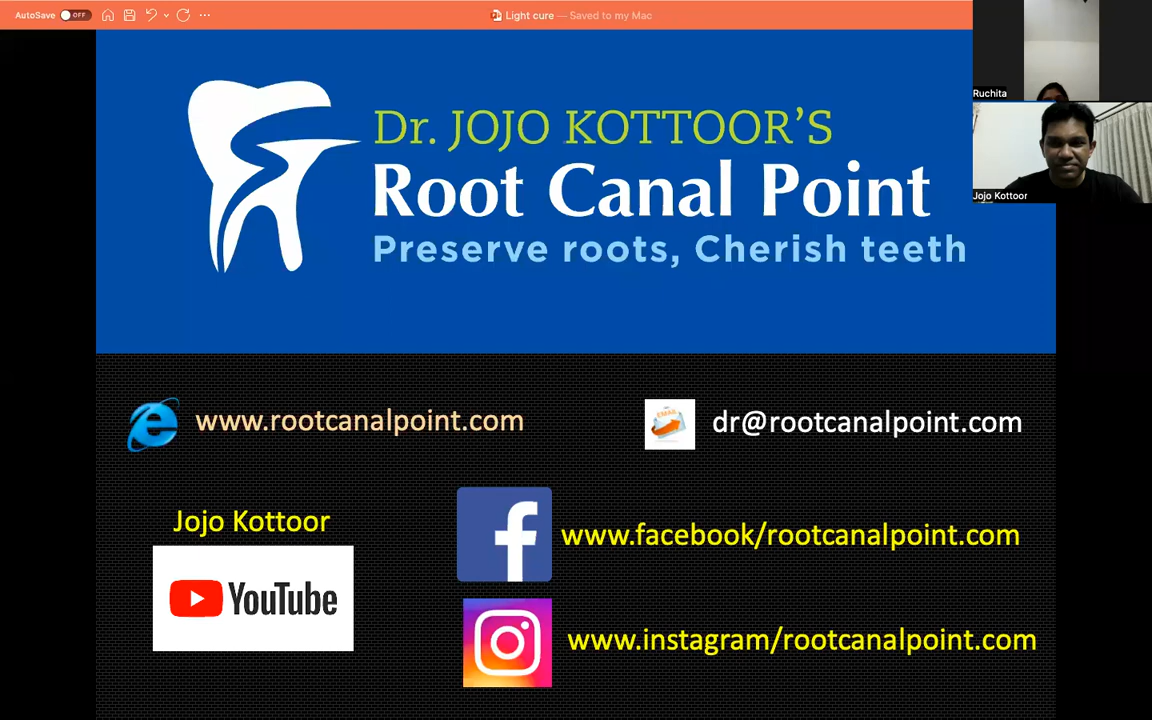 AutoSave OFF
Light cure — Saved to my Mac
Ruchita
Jojo Kottoor
Dr. JOJO KOTTOOR'S
Root Canal Point
Preserve roots, Cherish teeth
www.rootcanalpoint.com
EMAIL
dr@rootcanalpoint.com
Jojo Kottoor
YouTube
www.facebook/rootcanalpoint.com
www.instagram/rootcanalpoint.com